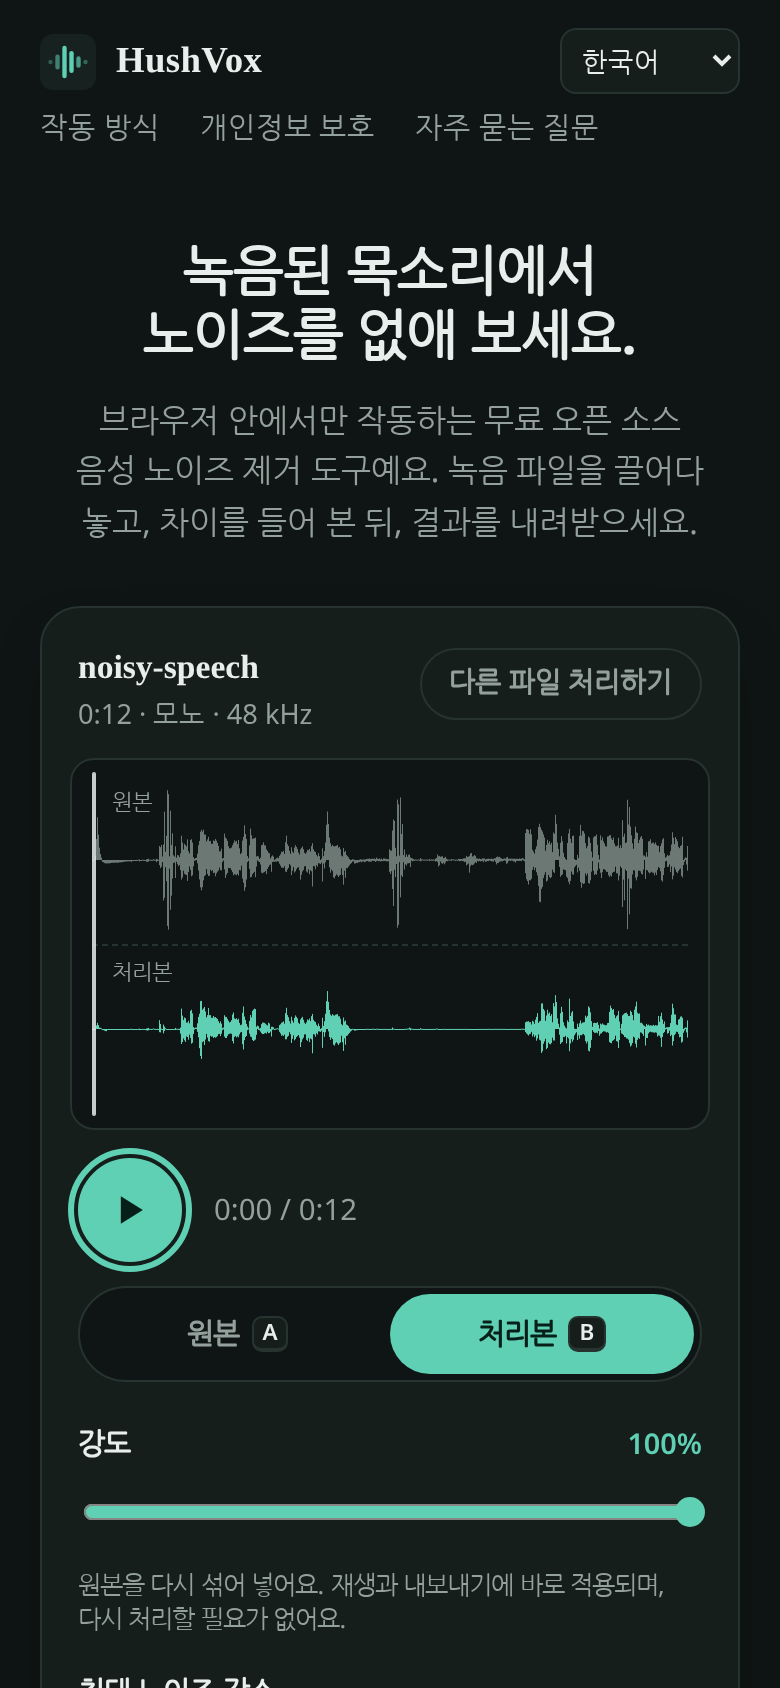 HushVox
한국어
작동 방식 개인정보 보호 자주 묻는 질문
녹음된 목소리에서
노이즈를 없애 보세요.
브라우저 안에서만 작동하는 무료 오픈 소스
음성 노이즈 제거 도구예요. 녹음 파일을 끌어다
놓고, 차이를 들어 본 뒤, 결과를 내려받으세요.
noisy-speech
다른 파일 처리하기
0:12 · 모노 · 48 kHz
원본
처리본
0:00 / 0:12
원본 A
처리본 B
강도
100%
원본을 다시 섞어 넣어요. 재생과 내보내기에 바로 적용되며,
다시 처리할 필요가 없어요.
최대 노이즈 감소